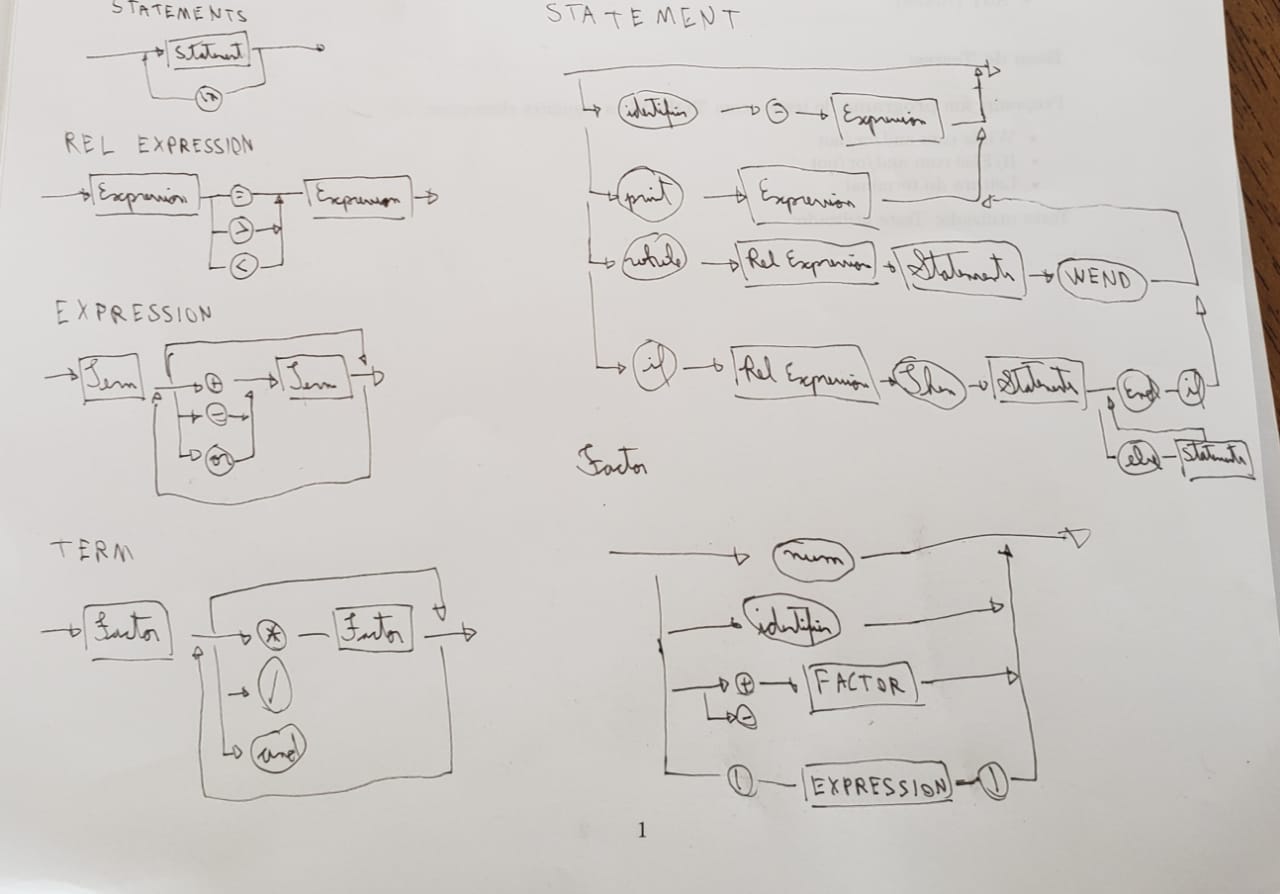 STATEMENTS
Statement
\n
REL EXPRESSION
Expression = Expression
>
<
EXPRESSION
Term + Term
-
or
TERM
Factor * Factor
/
and
STATEMENT
identifier = Expression
print Expression
while Rel Expression Statements WEND
if Rel Expression Then Statements End if
else Statements
Factor
num
identifier
+ FACTOR
-
( EXPRESSION )
1